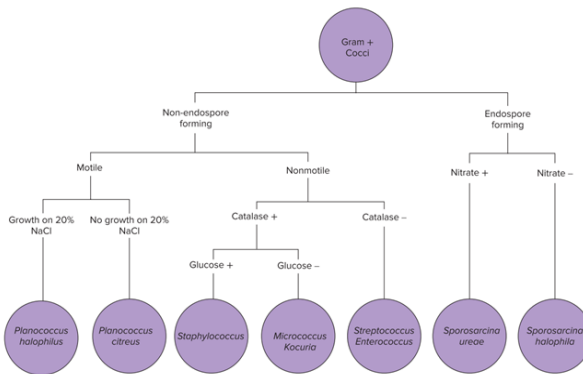 Gram +
Cocci
Non-endospore
forming
Endospore
forming
Motile
Nonmotile
Nitrate +
Nitrate –
Growth on 20%
NaCl
No growth on 20%
NaCl
Catalase +
Catalase –
Glucose +
Glucose –
Planococcus
halophilus
Planococcus
citreus
Staphylococcus
Micrococcus
Kocuria
Streptococcus
Enterococcus
Sporosarcina
ureae
Sporosarcina
halophila